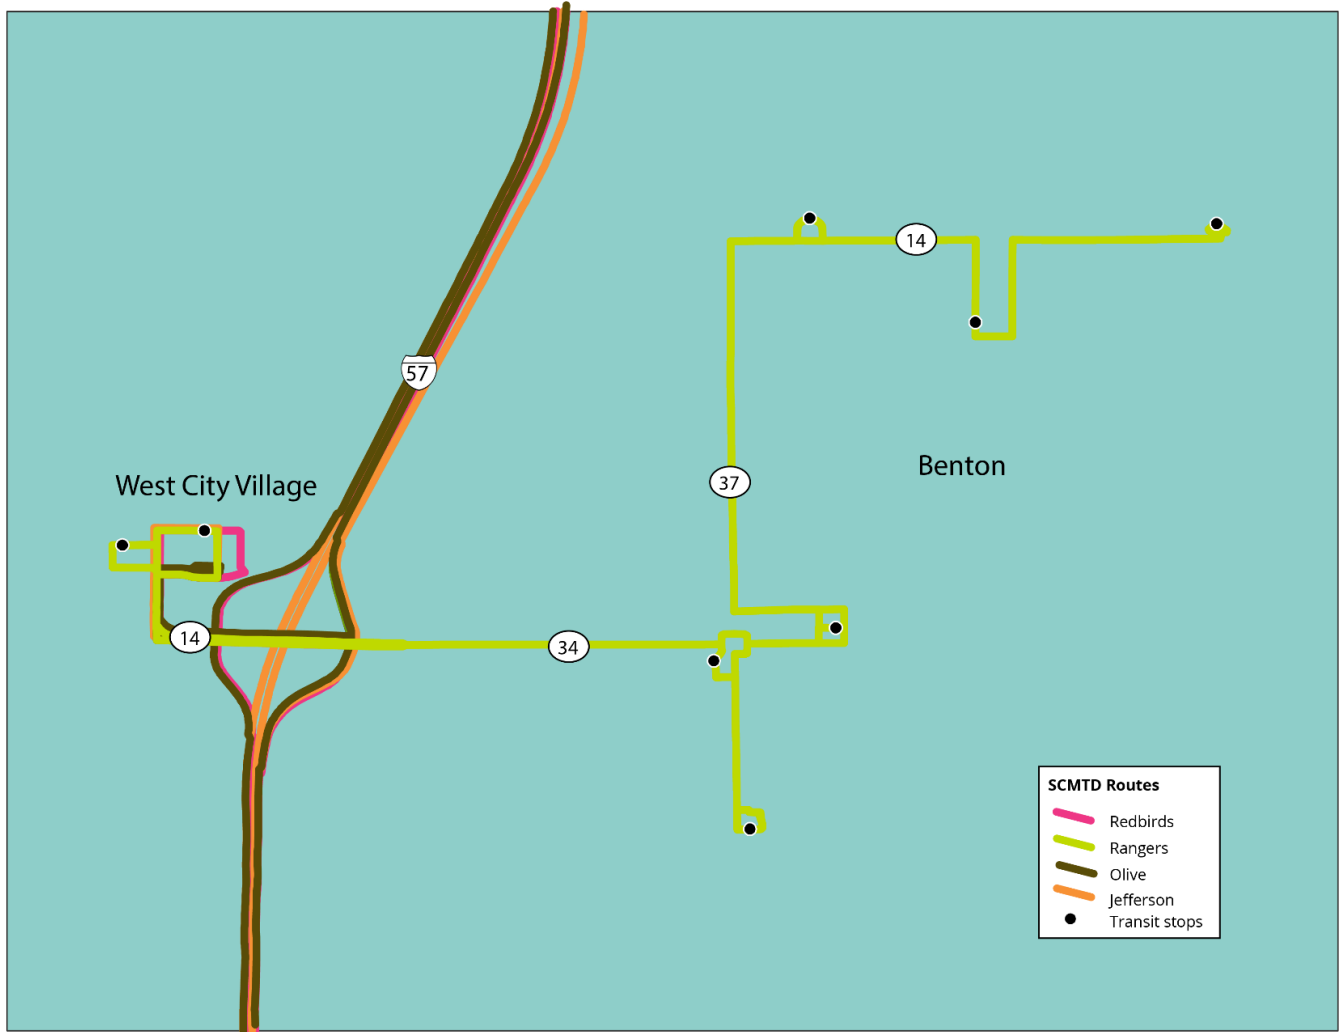 14
57
Benton
37
West City Village
14
34
SCMTD Routes
Redbirds
Rangers
Olive
Jefferson
Transit stops